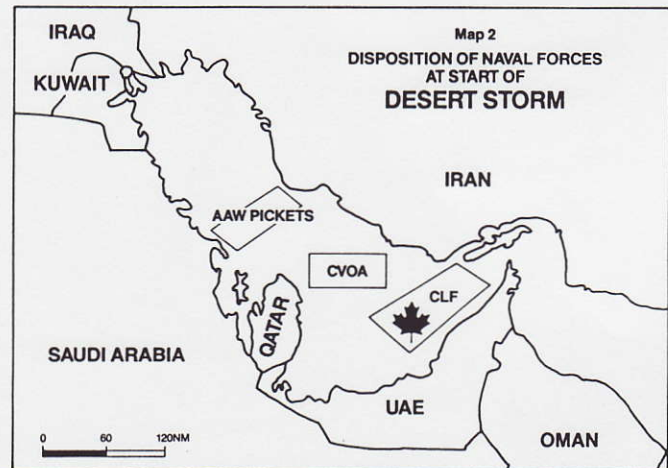 Map 2
DISPOSITION OF NAVAL FORCES
AT START OF
DESERT STORM
IRAQ
KUWAIT
IRAN
AAW PICKETS
CVOA
CLF
QATAR
SAUDI ARABIA
UAE
OMAN
0 60 120NM